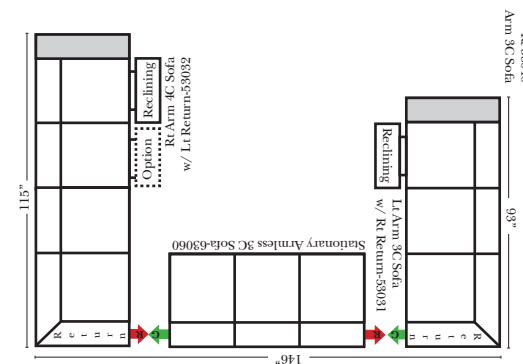 Arm 3C Sofa
Reclining
Option
Rt Arm 4C Sofa
w/ Lt Return-53032
115"
Reclining
Lt Arm 3C Sofa
w/ Rt Return-53031
93"
Stationary Armless 3C Sofa-63060
Return
R
G
R
G
Return
146"